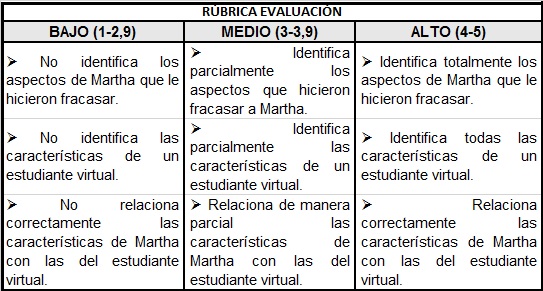 RÚBRICA EVALUACIÓN
BAJO (1-2,9)
MEDIO (3-3,9)
ALTO (4-5)
➢ No identifica los
aspectos de Martha que le
hicieron fracasar.
➢ Identifica
parcialmente los
aspectos que hicieron
fracasar a Martha.
➢ Identifica totalmente los
aspectos de Martha que le
hicieron fracasar.
➢ No identifica las
características de un
estudiante virtual.
➢ Identifica
parcialmente las
características de un
estudiante virtual.
➢ Identifica todas las
características de un
estudiante virtual.
➢ No relaciona
correctamente las
características de Martha
con las del estudiante
virtual.
➢ Relaciona de manera
parcial las
características de
Martha con las del
estudiante virtual.
➢ Relaciona
correctamente las
características de Martha
con las del estudiante
virtual.